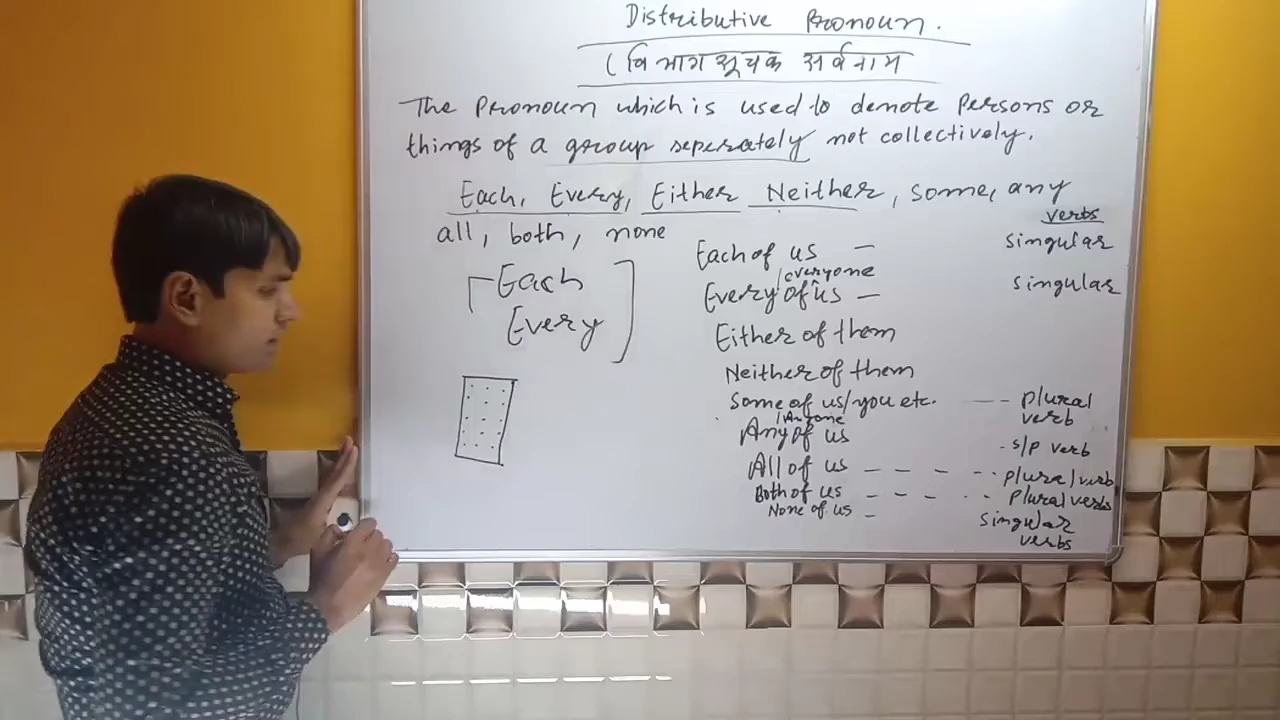 Distributive Pronoun.
(विभागसूचक सर्वनाम
The Pronoun which is used to denote Persons or
things of a group seperately not collectively.
Each, Every, Either Neither, some, any
all, both, none
Each
Every
verbs
Each of us – singular
/everyone
Every of us – singular
Either of them
Neither of them
Some of us/you etc. --- plural verb
/Anyone
Any of us - s/p verb
All of us - - - - - plural verb
Both of us - - - - - plural verbs
None of us - singular verbs